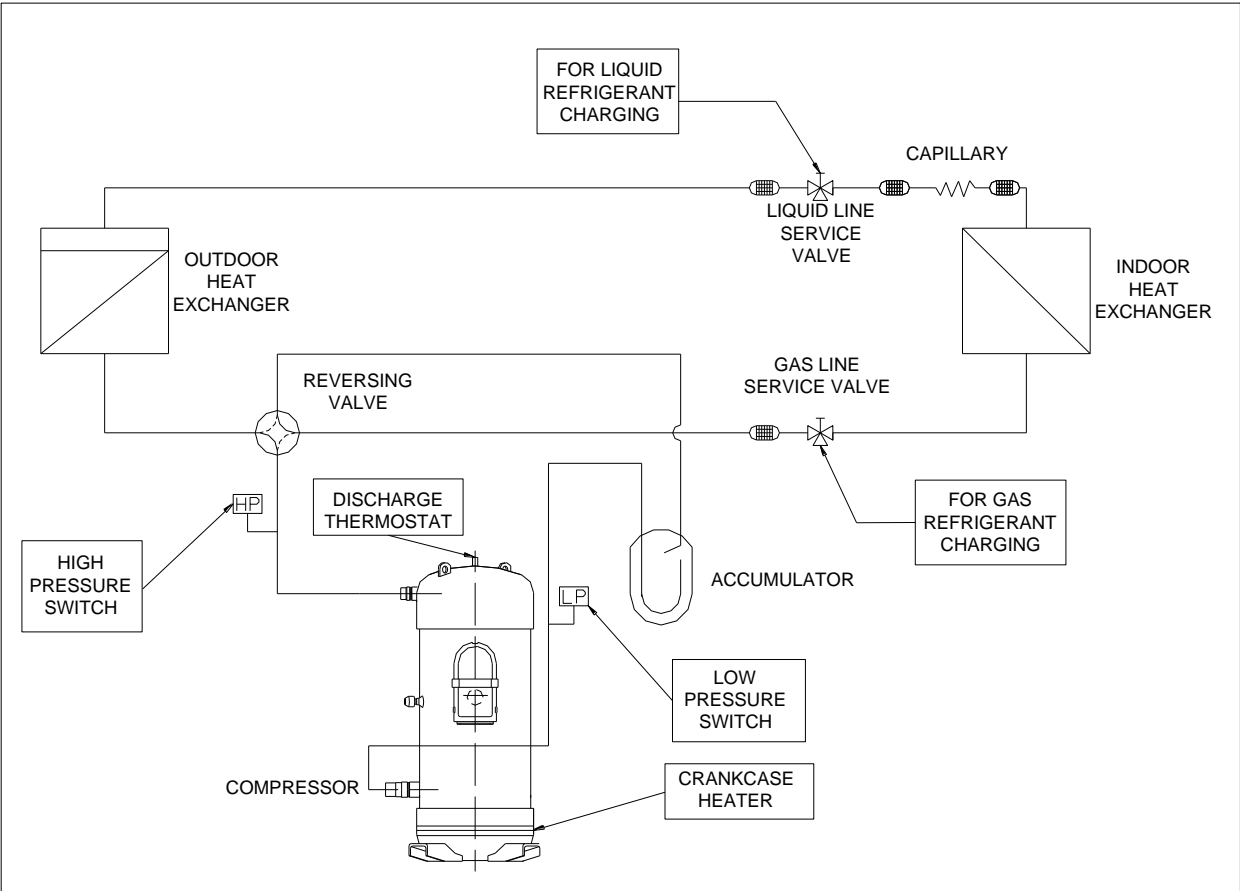 FOR LIQUID
REFRIGERANT
CHARGING
CAPILLARY
LIQUID LINE
SERVICE
VALVE
OUTDOOR
HEAT
EXCHANGER
INDOOR
HEAT
EXCHANGER
REVERSING
VALVE
GAS LINE
SERVICE VALVE
HP
DISCHARGE
THERMOSTAT
FOR GAS
REFRIGERANT
CHARGING
HIGH
PRESSURE
SWITCH
LP
ACCUMULATOR
LOW
PRESSURE
SWITCH
COMPRESSOR
CRANKCASE
HEATER